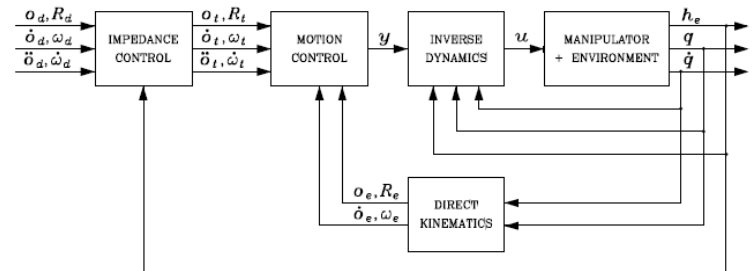 o_d, R_d
ȯ_d, ω_d
ö_d, ω̇_d
IMPEDANCE
CONTROL
o_t, R_t
ȯ_t, ω_t
ö_t, ω̇_t
MOTION
CONTROL
y
INVERSE
DYNAMICS
u
MANIPULATOR
+ ENVIRONMENT
h_e
q
q̇
o_e, R_e
ȯ_e, ω_e
DIRECT
KINEMATICS